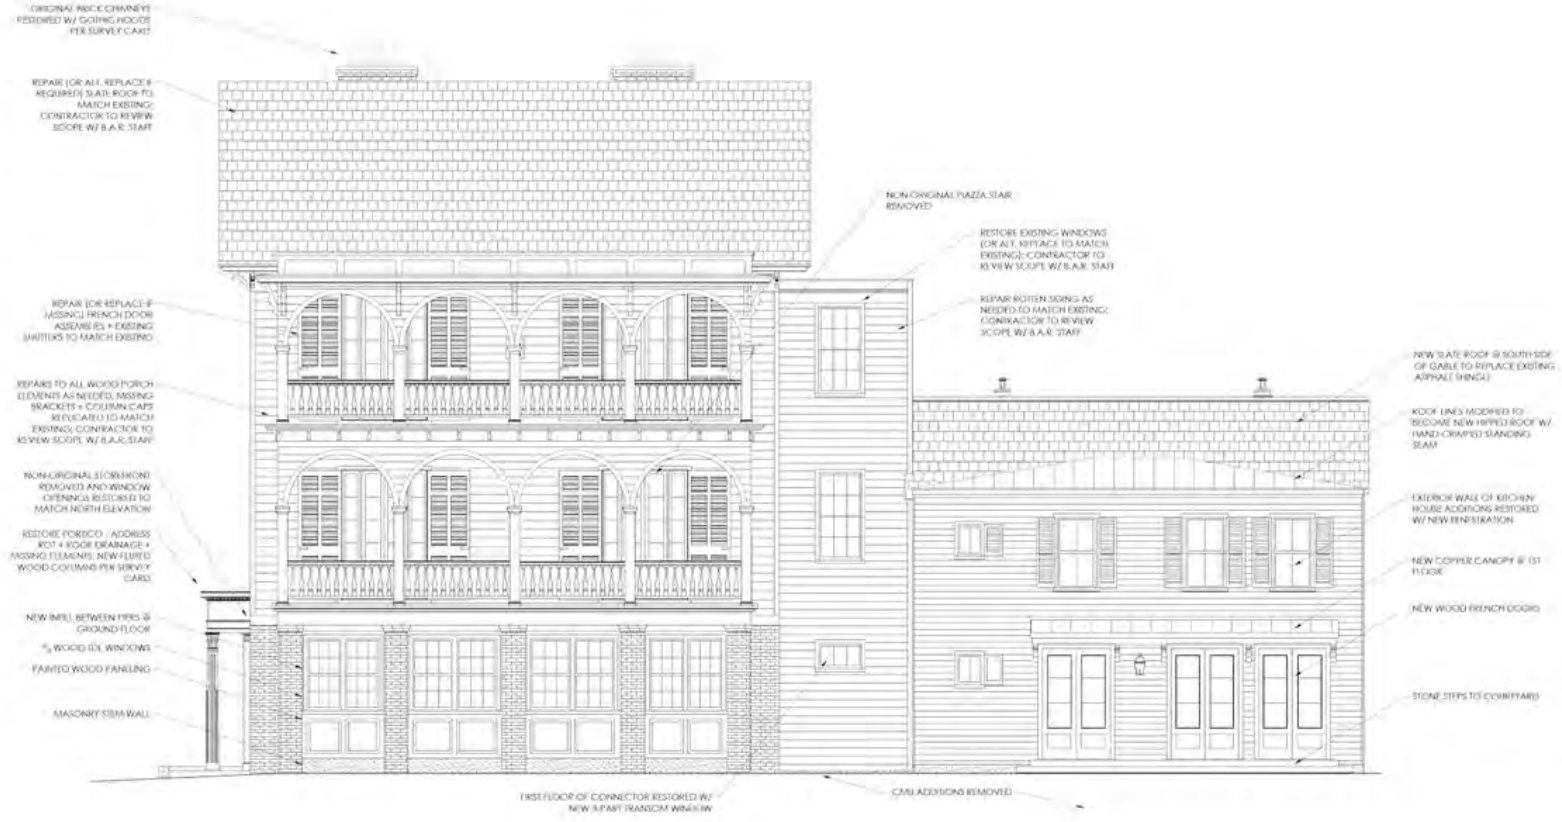 ORIGINAL BRICK CHIMNEYS
RESTORED W/ GOTHIC HOODS
PER SURVEY CARD
REPAIR (OR ALT. REPLACE IF
REQUIRED) SLATE ROOF TO
MATCH EXISTING;
CONTRACTOR TO REVIEW
SCOPE W/ B.A.R. STAFF
REPAIR (OR REPLACE IF
MISSING) FRENCH DOOR
ASSEMBLIES + EXISTING
SHUTTERS TO MATCH EXISTING
REPAIRS TO ALL WOOD PORCH
ELEMENTS AS NEEDED, MISSING
BRACKETS + COLUMN CAPS
REPLICATED TO MATCH
EXISTING; CONTRACTOR TO
REVIEW SCOPE W/ B.A.R. STAFF
NON-ORIGINAL STOREFRONT
REMOVED AND WINDOW
OPENINGS RESTORED TO
MATCH NORTH ELEVATION
RESTORE PORTICO / ADDRESS
ROT + ROOF DRAINAGE +
MISSING ELEMENTS; NEW FLUTED
WOOD COLUMNS PER SURVEY
CARD
NEW INFILL BETWEEN PIERS @
GROUND FLOOR
WOOD TDL WINDOWS
PAINTED WOOD PANELING
MASONRY STEM WALL
NON-ORIGINAL PIAZZA STAIR
REMOVED
RESTORE EXISTING WINDOWS
(OR ALT. REPLACE TO MATCH
EXISTING); CONTRACTOR TO
REVIEW SCOPE W/ B.A.R. STAFF
REPAIR ROTTEN SIDING AS
NEEDED TO MATCH EXISTING;
CONTRACTOR TO REVIEW
SCOPE W/ B.A.R. STAFF
NEW SLATE ROOF @ SOUTH SIDE
OF GABLE TO REPLACE EXISTING
ASPHALT SHINGLE
ROOF LINES MODIFIED TO
BECOME NEW HIPPED ROOF W/
HAND-CRIMPED STANDING
SEAM
EXTERIOR WALL OF KITCHEN
HOUSE ADDITIONS RESTORED
W/ NEW FENESTRATION
NEW COPPER CANOPY @ 1ST
FLOOR
NEW WOOD FRENCH DOORS
STONE STEPS TO COURTYARD
FIRST FLOOR OF CONNECTOR RESTORED W/
NEW 3-PART TRANSOM WINDOW
CMU ADDITIONS REMOVED